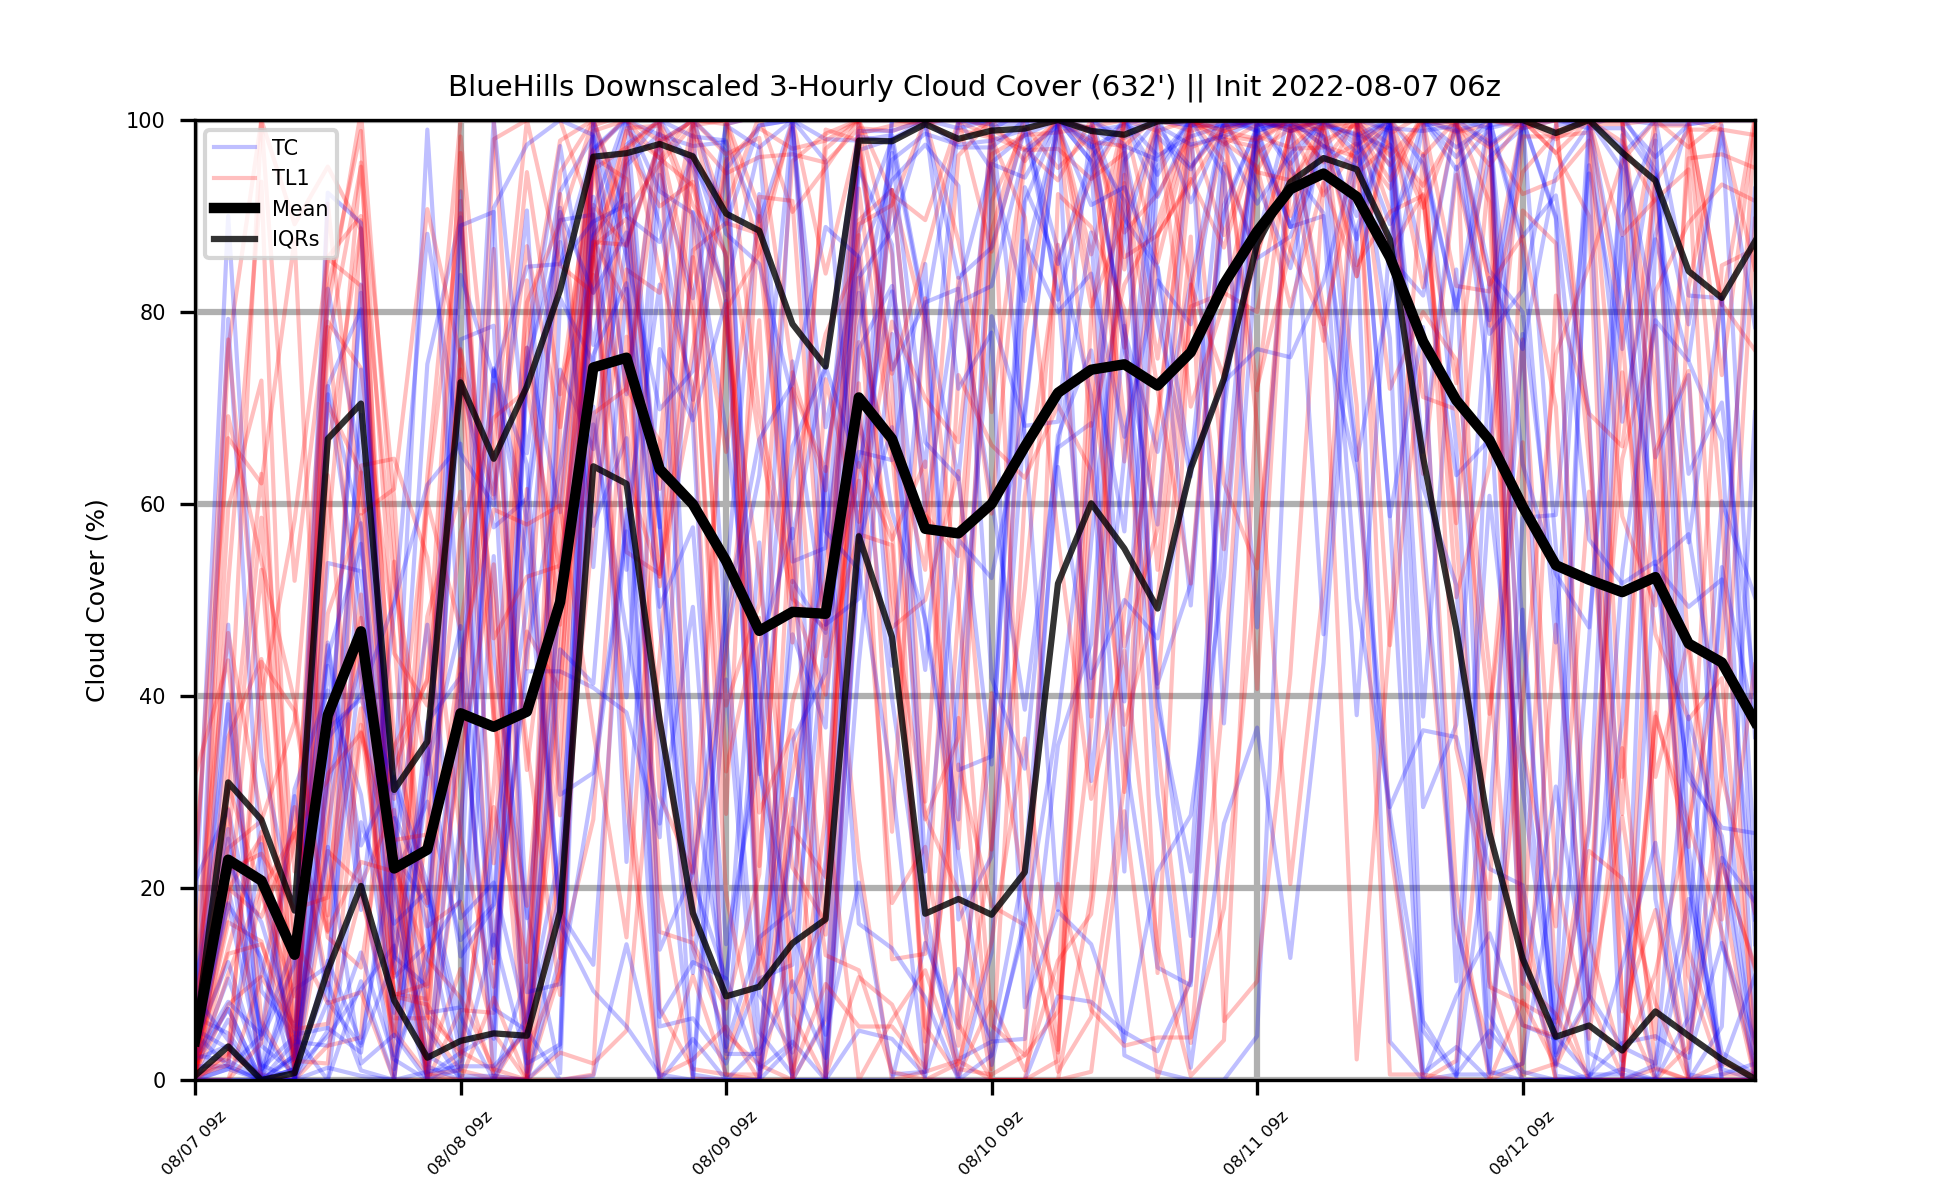 BlueHills Downscaled 3-Hourly Cloud Cover (632') || Init 2022-08-07 06z
100
80
60
40
20
0
Cloud Cover (%)
TC
TL1
Mean
IQRs
08/07 09z
08/08 09z
08/09 09z
08/10 09z
08/11 09z
08/12 09z